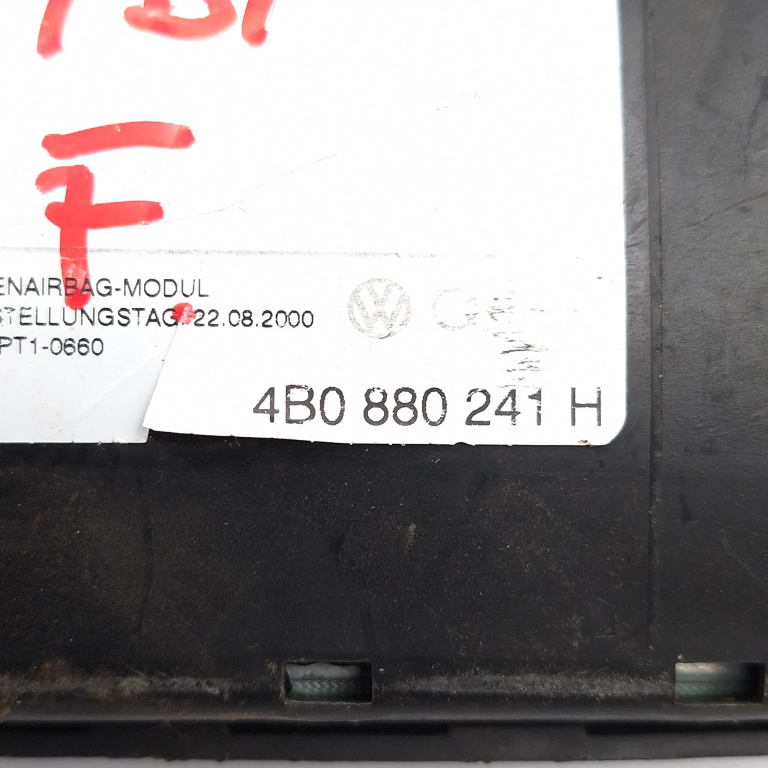 F
ENAIRBAG-MODUL
STELLUNGSTAG: 22.08.2000
PT1-0660
4B0 880 241 H